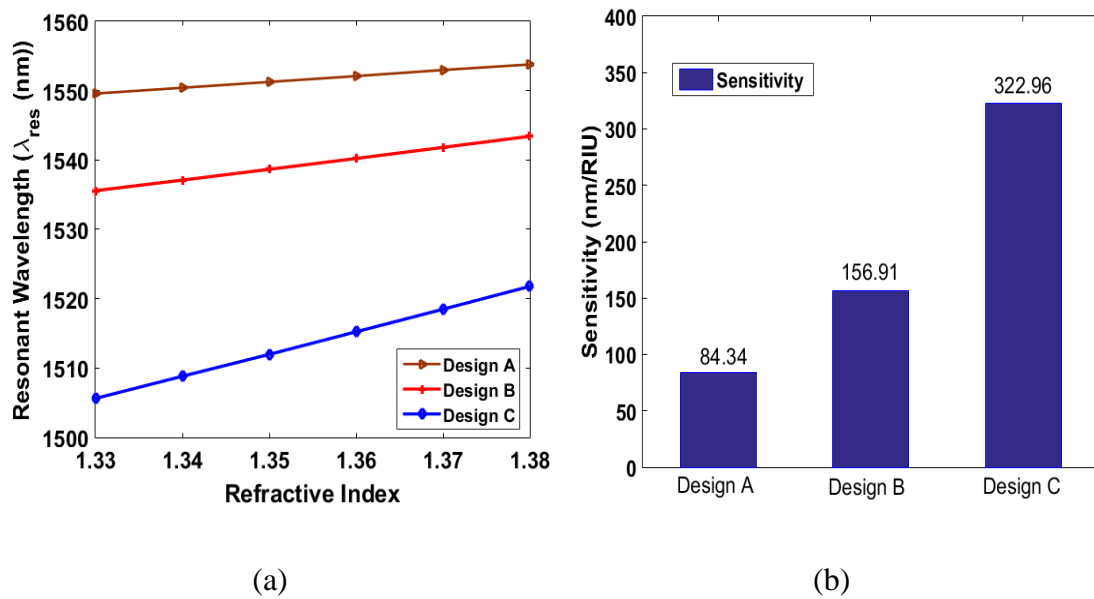 1560
1550
1540
1530
1520
1510
1500
Resonant Wavelength (λres (nm))
Design A
Design B
Design C
1.33 1.34 1.35 1.36 1.37 1.38
Refractive Index
(a)
400
350
300
250
200
150
100
50
0
Sensitivity (nm/RIU)
Sensitivity
84.34
156.91
322.96
Design A Design B Design C
(b)